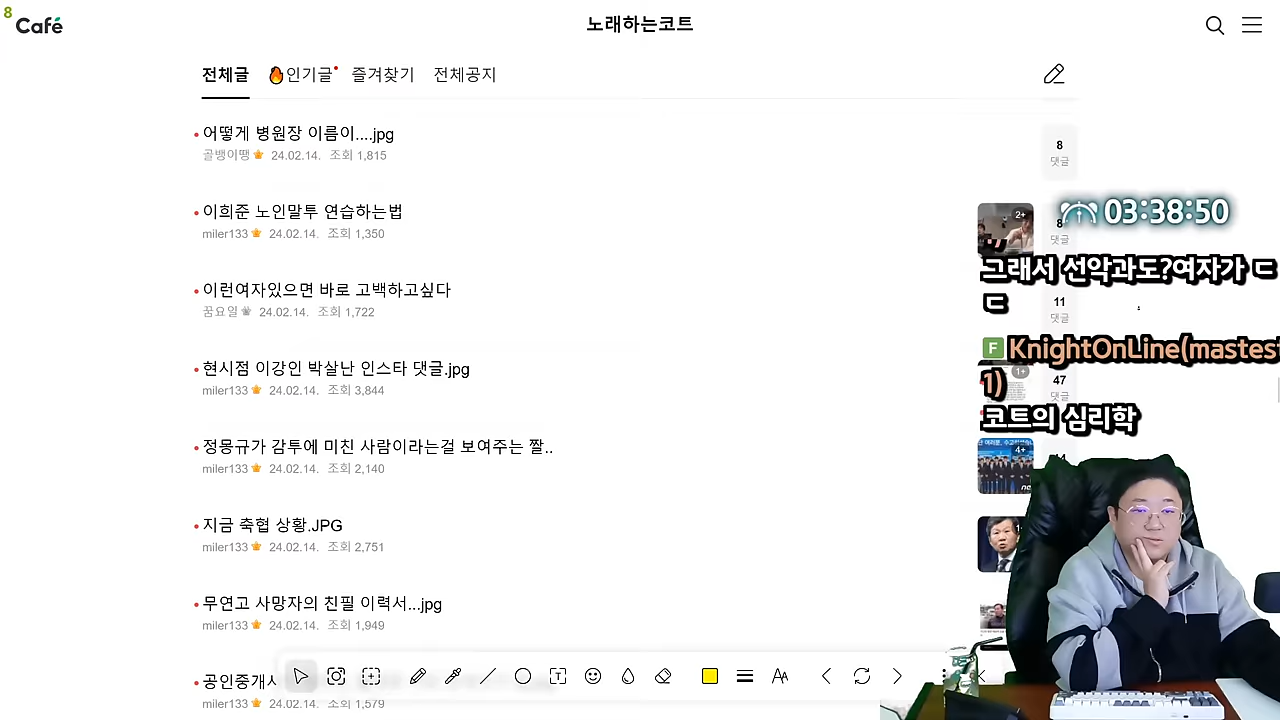 8
Café
노래하는코트
전체글 🔥인기글 즐겨찾기 전체공지
어떻게 병원장 이름이....jpg
골뱅이땡 24.02.14. 조회 1,815
8
댓글
이희준 노인말투 연습하는법
miler133 24.02.14. 조회 1,350
2+
8
댓글
03:38:50
그래서 선악과도?여자가 ㄷ
ㄷ
이런여자있으면 바로 고백하고싶다
꿈요일 24.02.14. 조회 1,722
11
댓글
F KnightOnLine(mastest
1)
코트의 심리학
현시점 이강인 박살난 인스타 댓글.jpg
miler133 24.02.14. 조회 3,844
1+
47
댓글
정몽규가 감투에 미친 사람이라는걸 보여주는 짤..
miler133 24.02.14. 조회 2,140
4+
지금 축협 상황.JPG
miler133 24.02.14. 조회 2,751
무연고 사망자의 친필 이력서...jpg
miler133 24.02.14. 조회 1,949
공인중개사
miler133 24.02.14. 조회 1,579